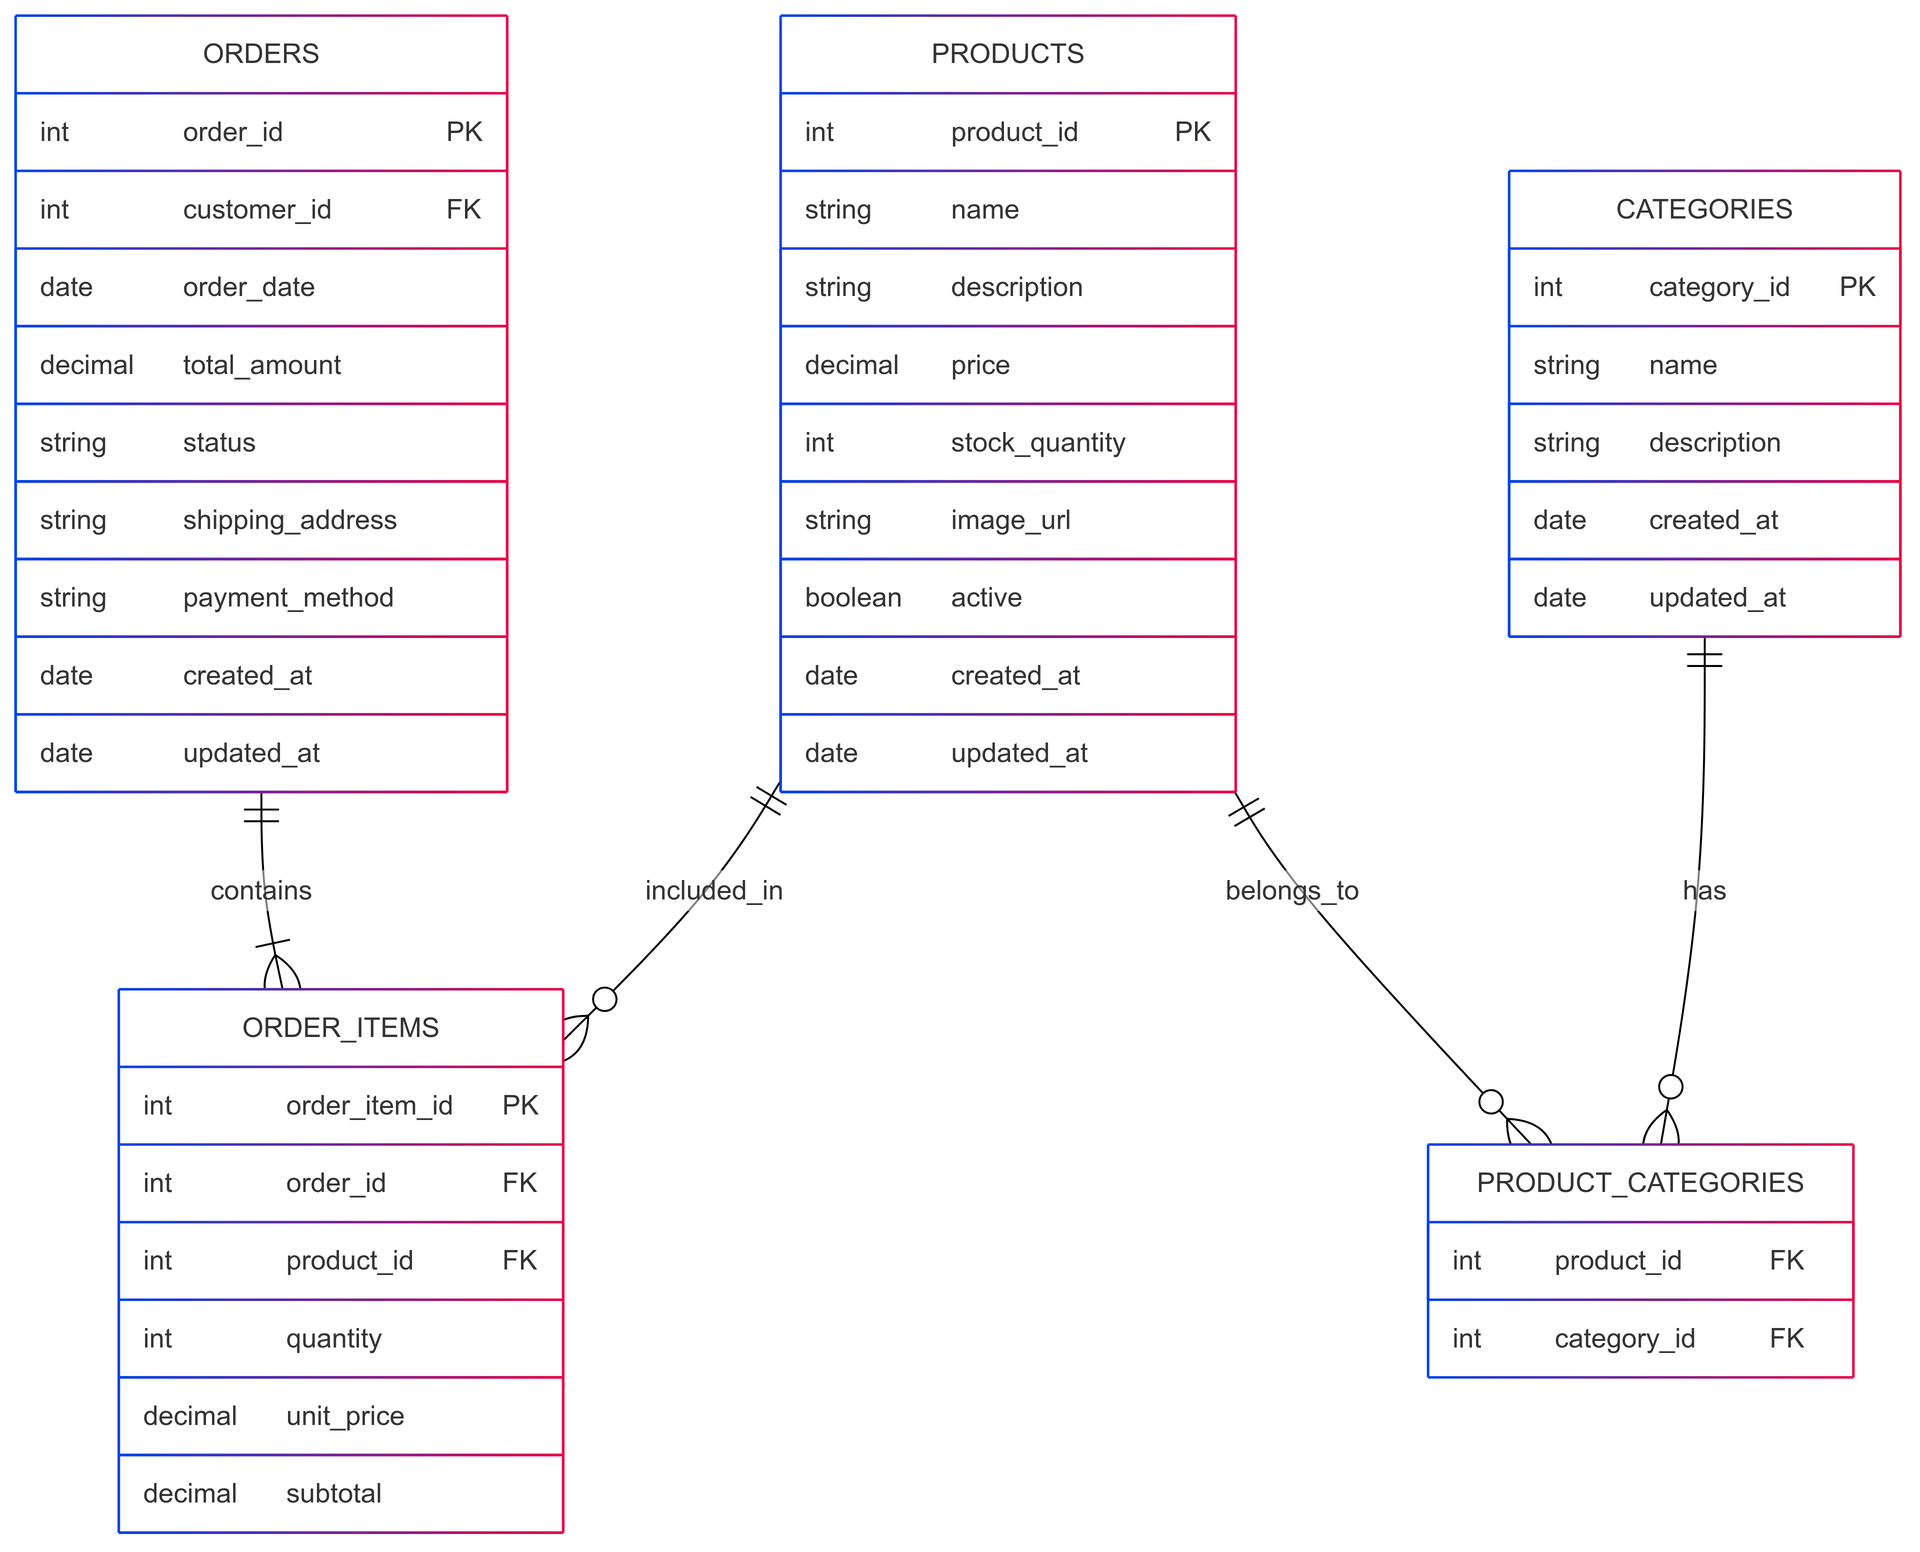 ORDERS
int order_id PK
int customer_id FK
date order_date
decimal total_amount
string status
string shipping_address
string payment_method
date created_at
date updated_at
PRODUCTS
int product_id PK
string name
string description
decimal price
int stock_quantity
string image_url
boolean active
date created_at
date updated_at
CATEGORIES
int category_id PK
string name
string description
date created_at
date updated_at
contains
included_in
belongs_to
has
ORDER_ITEMS
int order_item_id PK
int order_id FK
int product_id FK
int quantity
decimal unit_price
decimal subtotal
PRODUCT_CATEGORIES
int product_id FK
int category_id FK